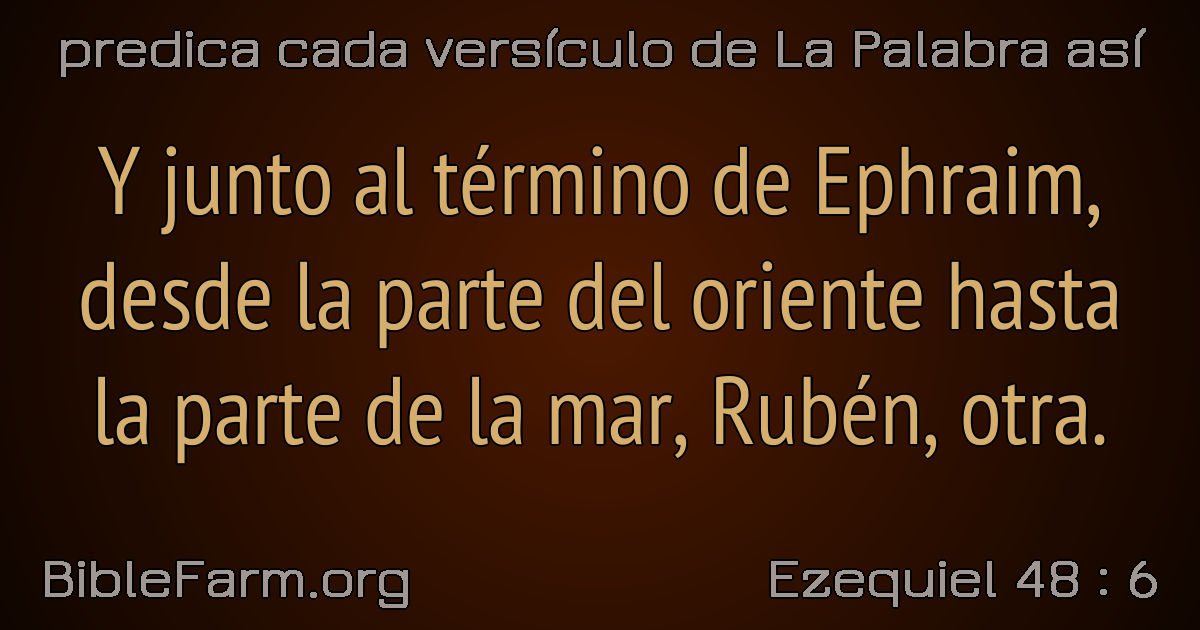 predica cada versículo de La Palabra así
Y junto al término de Ephraim,
desde la parte del oriente hasta
la parte de la mar, Rubén, otra.
BibleFarm.org
Ezequiel 48 : 6